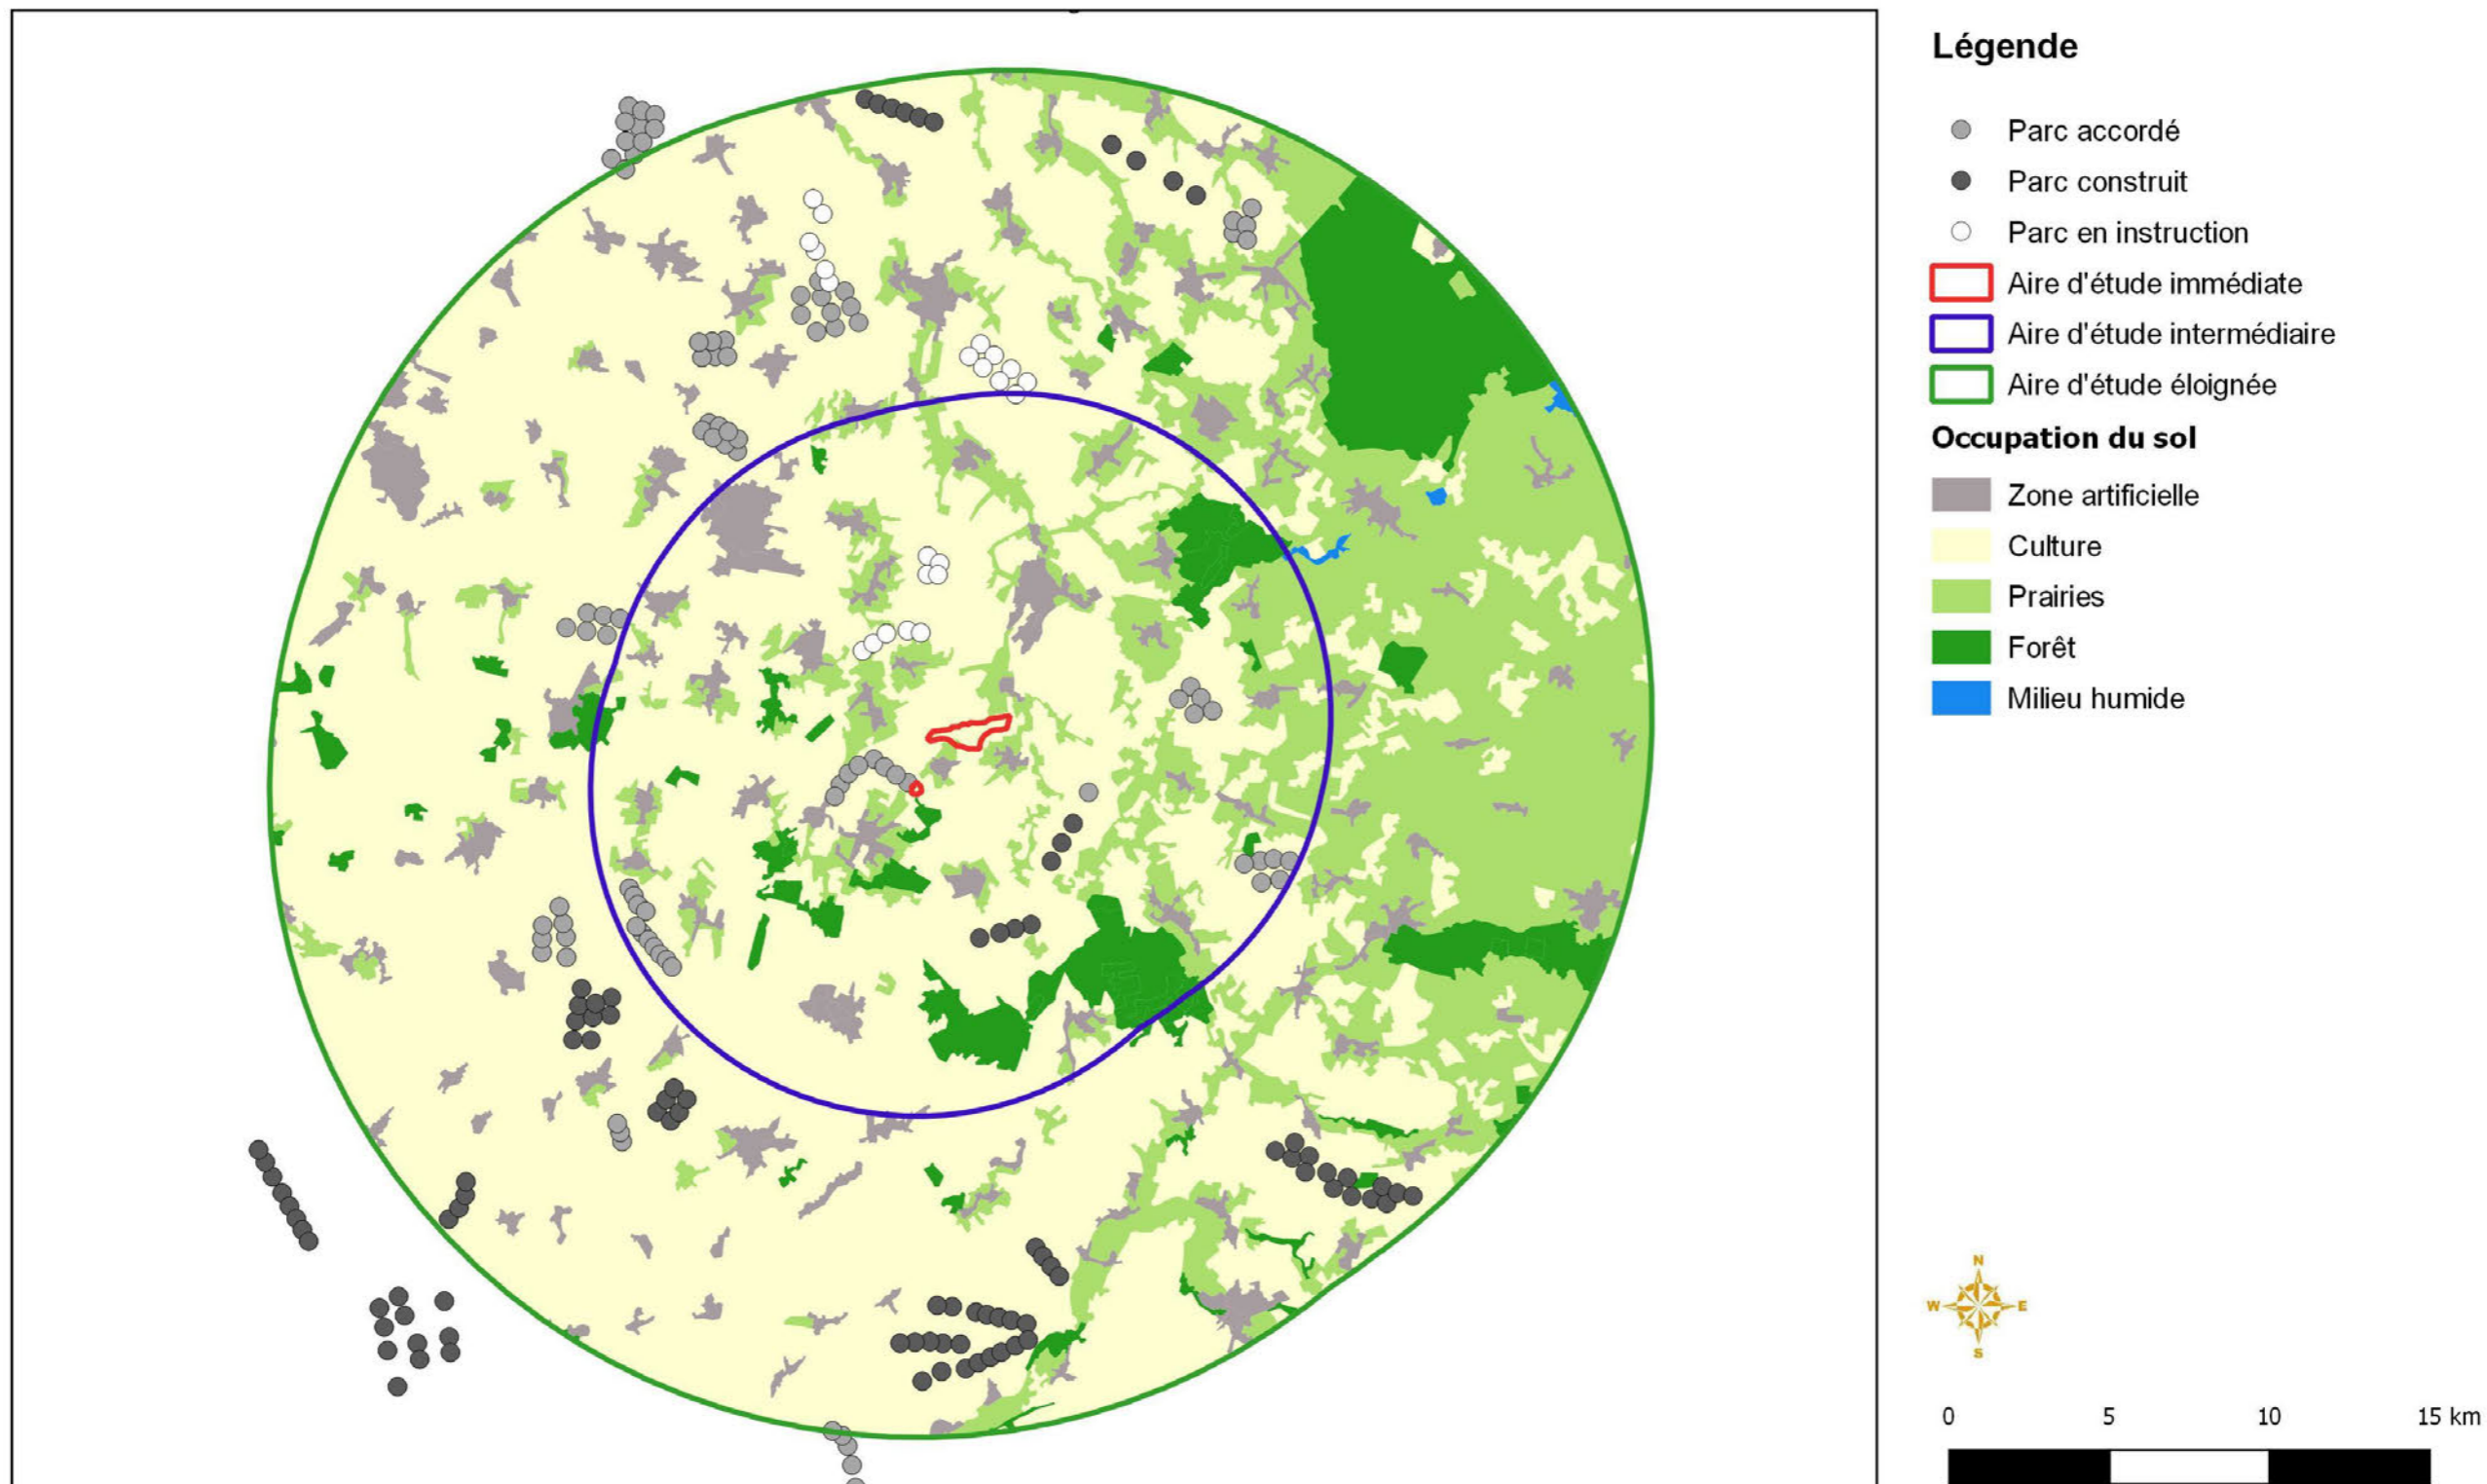 Légende
Parc accordé
Parc construit
Parc en instruction
Aire d'étude immédiate
Aire d'étude intermédiaire
Aire d'étude éloignée
Occupation du sol
Zone artificielle
Culture
Prairies
Forêt
Milieu humide
N
W E
S
0 5 10 15 km